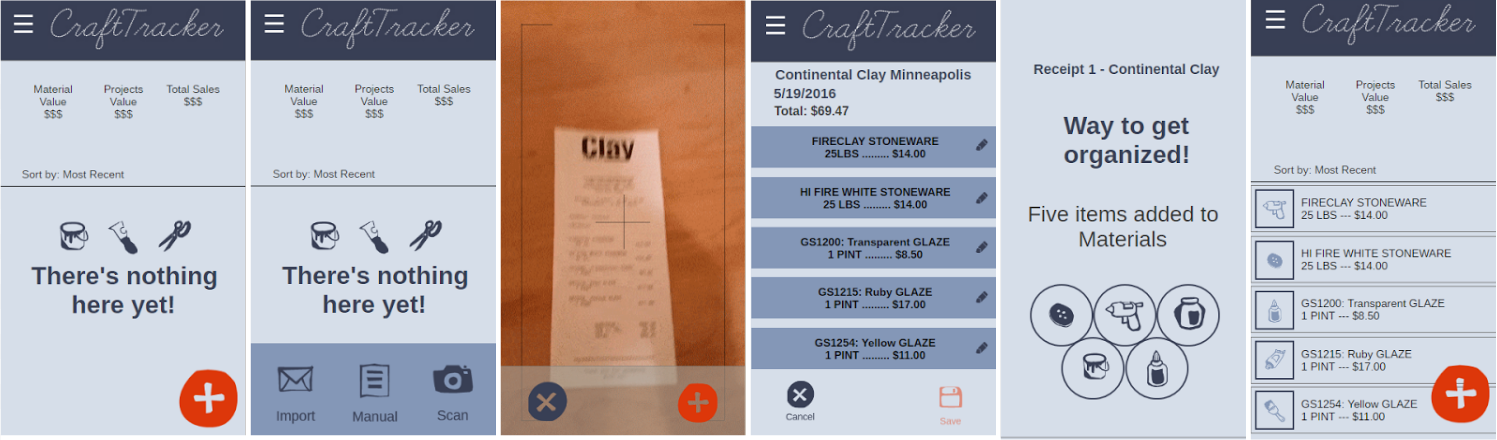 CraftTracker
Material
Value
$$$
Projects
Value
$$$
Total Sales
$$$
Sort by: Most Recent
There's nothing
here yet!
CraftTracker
Material
Value
$$$
Projects
Value
$$$
Total Sales
$$$
Sort by: Most Recent
There's nothing
here yet!
Import
Manual
Scan
Clay
CraftTracker
Continental Clay Minneapolis
5/19/2016
Total: $69.47
FIRECLAY STONEWARE
25LBS ......... $14.00
HI FIRE WHITE STONEWARE
25 LBS ......... $14.00
GS1200: Transparent GLAZE
1 PINT ......... $8.50
GS1215: Ruby GLAZE
1 PINT ......... $17.00
GS1254: Yellow GLAZE
1 PINT ......... $11.00
Cancel
Save
Receipt 1 - Continental Clay
Way to get
organized!
Five items added to
Materials
CraftTracker
Material
Value
$$$
Projects
Value
$$$
Total Sales
$$$
Sort by: Most Recent
FIRECLAY STONEWARE
25 LBS --- $14.00
HI FIRE WHITE STONEWARE
25 LBS --- $14.00
GS1200: Transparent GLAZE
1 PINT --- $8.50
GS1215: Ruby GLAZE
1 PINT --- $17.00
GS1254: Yellow GLAZE
1 PINT --- $11.00